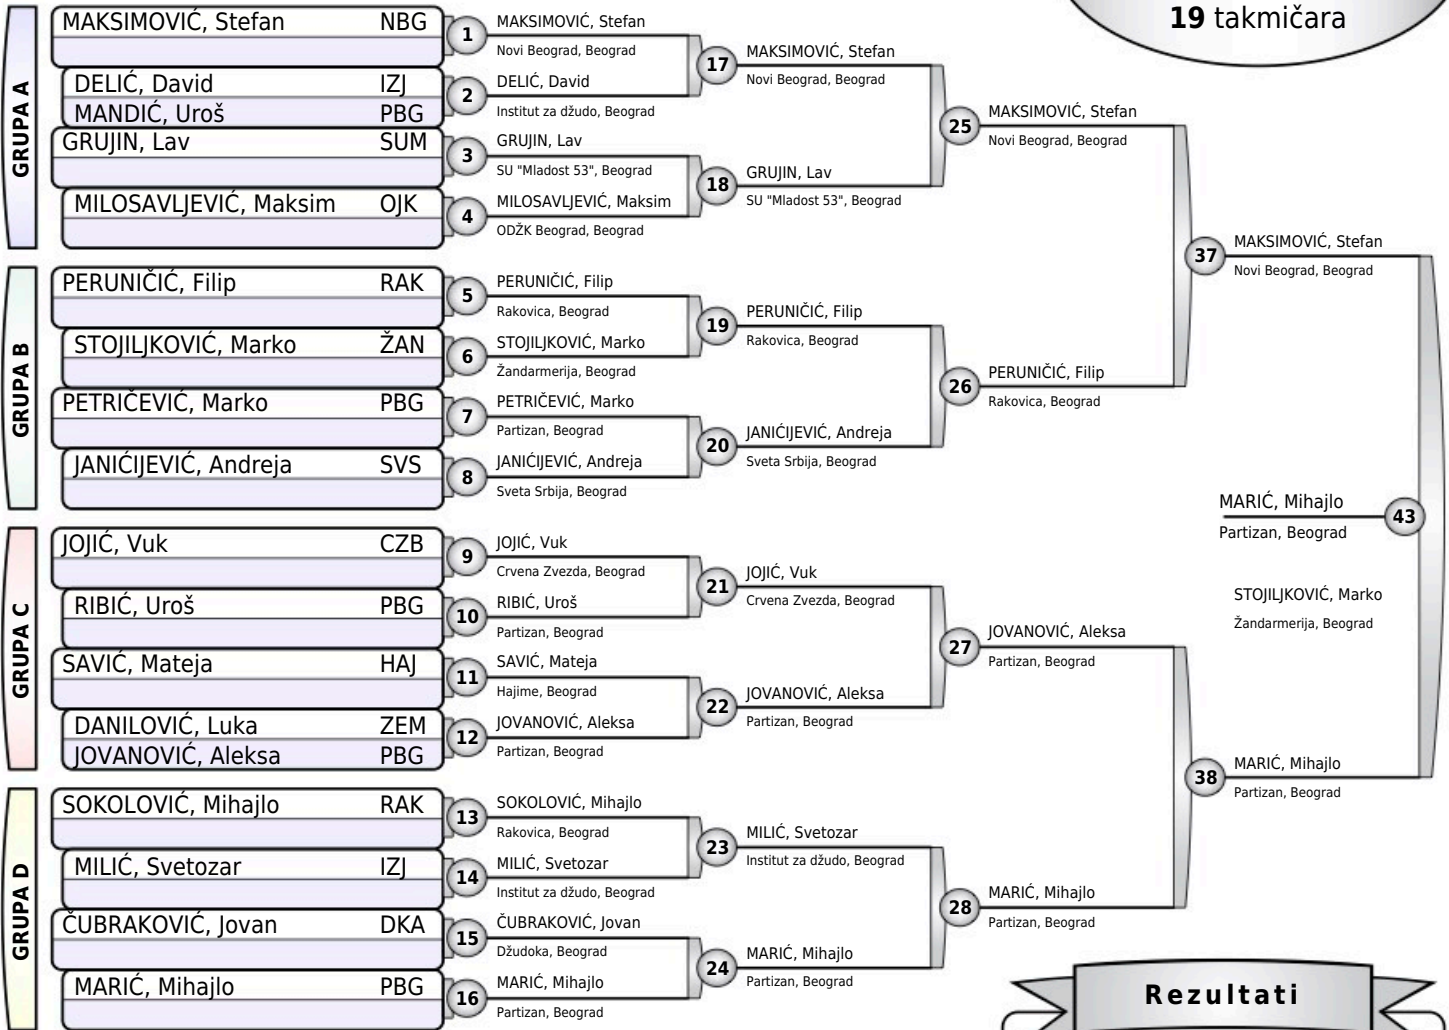 19 takmičara
GRUPA A
MAKSIMOVIĆ, Stefan NBG
DELIĆ, David IZJ
MANDIĆ, Uroš PBG
GRUJIN, Lav SUM
MILOSAVLJEVIĆ, Maksim OJK
1
MAKSIMOVIĆ, Stefan
Novi Beograd, Beograd
2
DELIĆ, David
Institut za džudo, Beograd
3
GRUJIN, Lav
SU "Mladost 53", Beograd
4
MILOSAVLJEVIĆ, Maksim
ODŽK Beograd, Beograd
17
MAKSIMOVIĆ, Stefan
Novi Beograd, Beograd
18
GRUJIN, Lav
SU "Mladost 53", Beograd
25
MAKSIMOVIĆ, Stefan
Novi Beograd, Beograd
GRUPA B
PERUNIČIĆ, Filip RAK
STOJILJKOVIĆ, Marko ŽAN
PETRIČEVIĆ, Marko PBG
JANIĆIJEVIĆ, Andreja SVS
5
PERUNIČIĆ, Filip
Rakovica, Beograd
6
STOJILJKOVIĆ, Marko
Žandarmerija, Beograd
7
PETRIČEVIĆ, Marko
Partizan, Beograd
8
JANIĆIJEVIĆ, Andreja
Sveta Srbija, Beograd
19
PERUNIČIĆ, Filip
Rakovica, Beograd
20
JANIĆIJEVIĆ, Andreja
Sveta Srbija, Beograd
26
PERUNIČIĆ, Filip
Rakovica, Beograd
37
MAKSIMOVIĆ, Stefan
Novi Beograd, Beograd
GRUPA C
JOJIĆ, Vuk CZB
RIBIĆ, Uroš PBG
SAVIĆ, Mateja HAJ
DANILOVIĆ, Luka ZEM
JOVANOVIĆ, Aleksa PBG
9
JOJIĆ, Vuk
Crvena Zvezda, Beograd
10
RIBIĆ, Uroš
Partizan, Beograd
11
SAVIĆ, Mateja
Hajime, Beograd
12
JOVANOVIĆ, Aleksa
Partizan, Beograd
21
JOJIĆ, Vuk
Crvena Zvezda, Beograd
22
JOVANOVIĆ, Aleksa
Partizan, Beograd
27
JOVANOVIĆ, Aleksa
Partizan, Beograd
GRUPA D
SOKOLOVIĆ, Mihajlo RAK
MILIĆ, Svetozar IZJ
ČUBRAKOVIĆ, Jovan DKA
MARIĆ, Mihajlo PBG
13
SOKOLOVIĆ, Mihajlo
Rakovica, Beograd
14
MILIĆ, Svetozar
Institut za džudo, Beograd
15
ČUBRAKOVIĆ, Jovan
Džudoka, Beograd
16
MARIĆ, Mihajlo
Partizan, Beograd
23
MILIĆ, Svetozar
Institut za džudo, Beograd
24
MARIĆ, Mihajlo
Partizan, Beograd
28
MARIĆ, Mihajlo
Partizan, Beograd
38
MARIĆ, Mihajlo
Partizan, Beograd
43
MARIĆ, Mihajlo
Partizan, Beograd
STOJILJKOVIĆ, Marko
Žandarmerija, Beograd
Rezultati